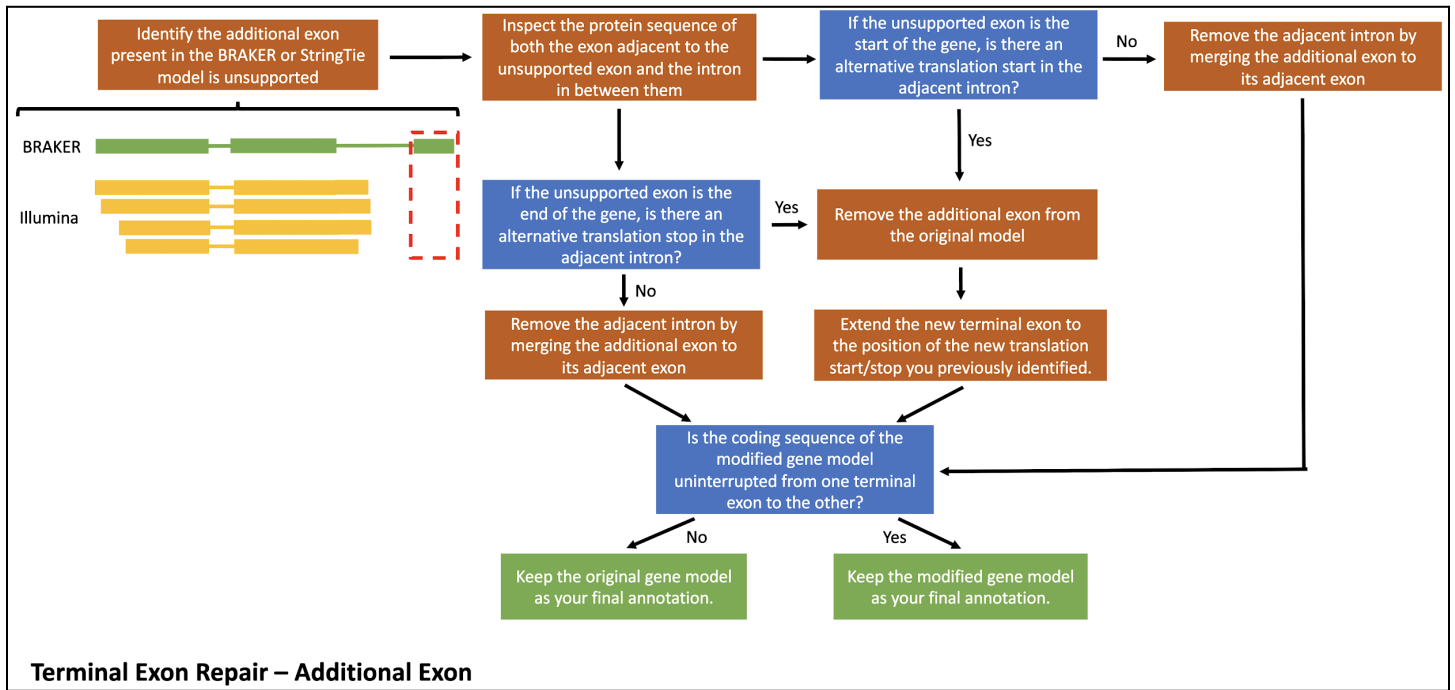 Identify the additional exon
present in the BRAKER or StringTie
model is unsupported
Inspect the protein sequence of
both the exon adjacent to the
unsupported exon and the intron
in between them
If the unsupported exon is the
start of the gene, is there an
alternative translation start in the
adjacent intron?
No
Remove the adjacent intron by
merging the additional exon to
its adjacent exon
BRAKER
Illumina
Yes
If the unsupported exon is the
end of the gene, is there an
alternative translation stop in the
adjacent intron?
Yes
Remove the additional exon from
the original model
No
Remove the adjacent intron by
merging the additional exon to
its adjacent exon
Extend the new terminal exon to
the position of the new translation
start/stop you previously identified.
Is the coding sequence of the
modified gene model
uninterrupted from one terminal
exon to the other?
No
Yes
Keep the original gene model
as your final annotation.
Keep the modified gene model
as your final annotation.
Terminal Exon Repair – Additional Exon